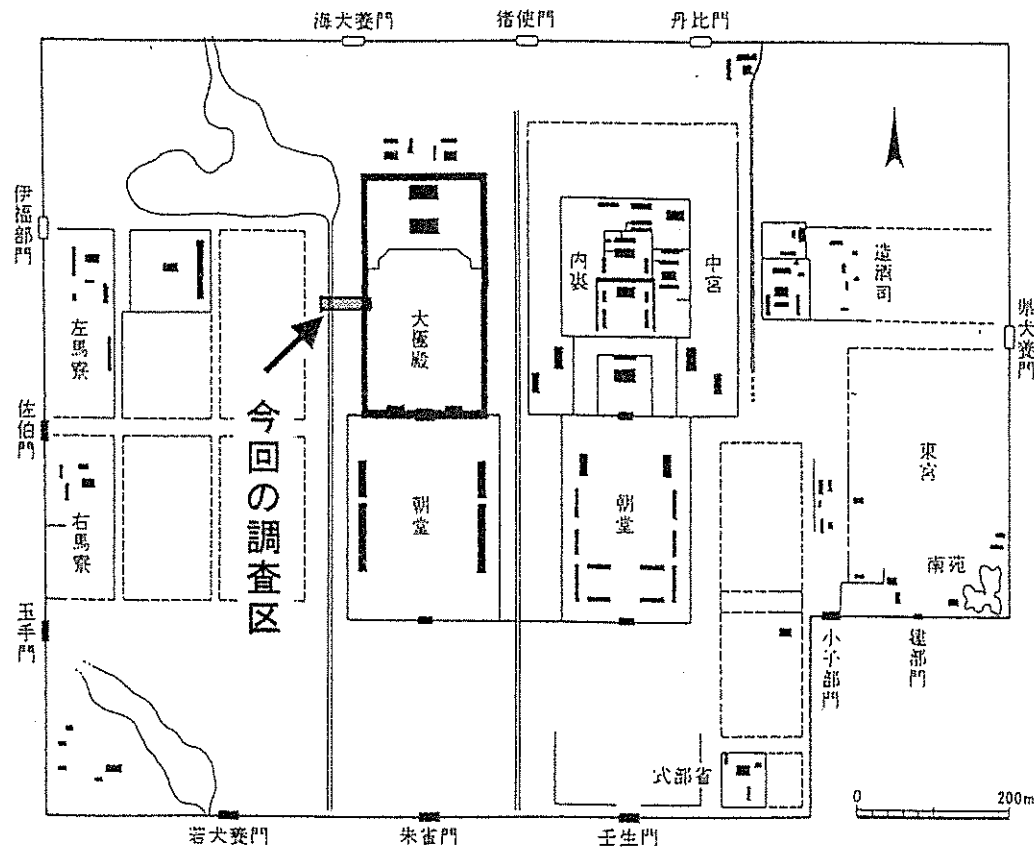 海犬養門
猪使門
丹比門
伊福部門
左馬寮
佐伯門
右馬寮
玉手門
大極殿
朝堂
内裏
中宮
朝堂
造酒司
県犬養門
東宮
南苑
今回の調査区
小子部門
建部門
式部省
若犬養門
朱雀門
壬生門
0
200m